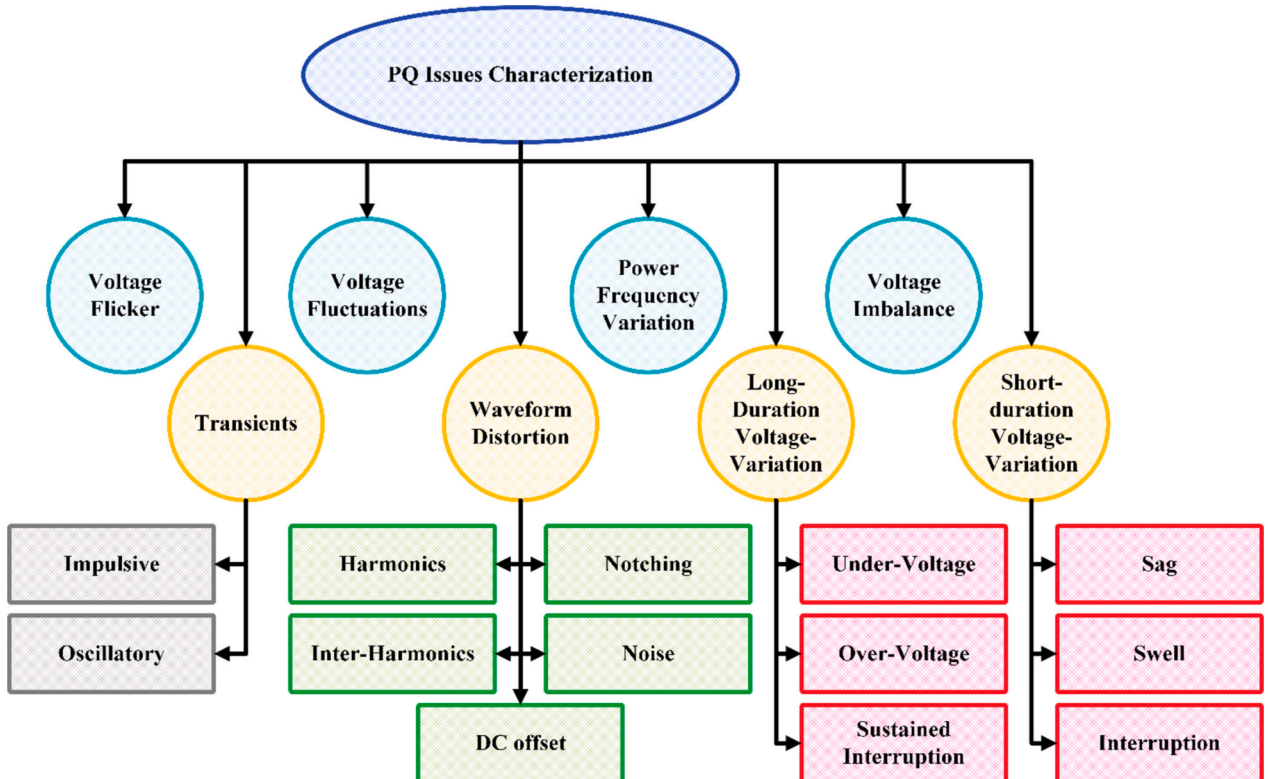 PQ Issues Characterization
Voltage
Flicker
Voltage
Fluctuations
Power
Frequency
Variation
Voltage
Imbalance
Transients
Waveform
Distortion
Long-
Duration
Voltage-
Variation
Short-
duration
Voltage-
Variation
Impulsive
Oscillatory
Harmonics
Notching
Inter-Harmonics
Noise
DC offset
Under-Voltage
Over-Voltage
Sustained
Interruption
Sag
Swell
Interruption